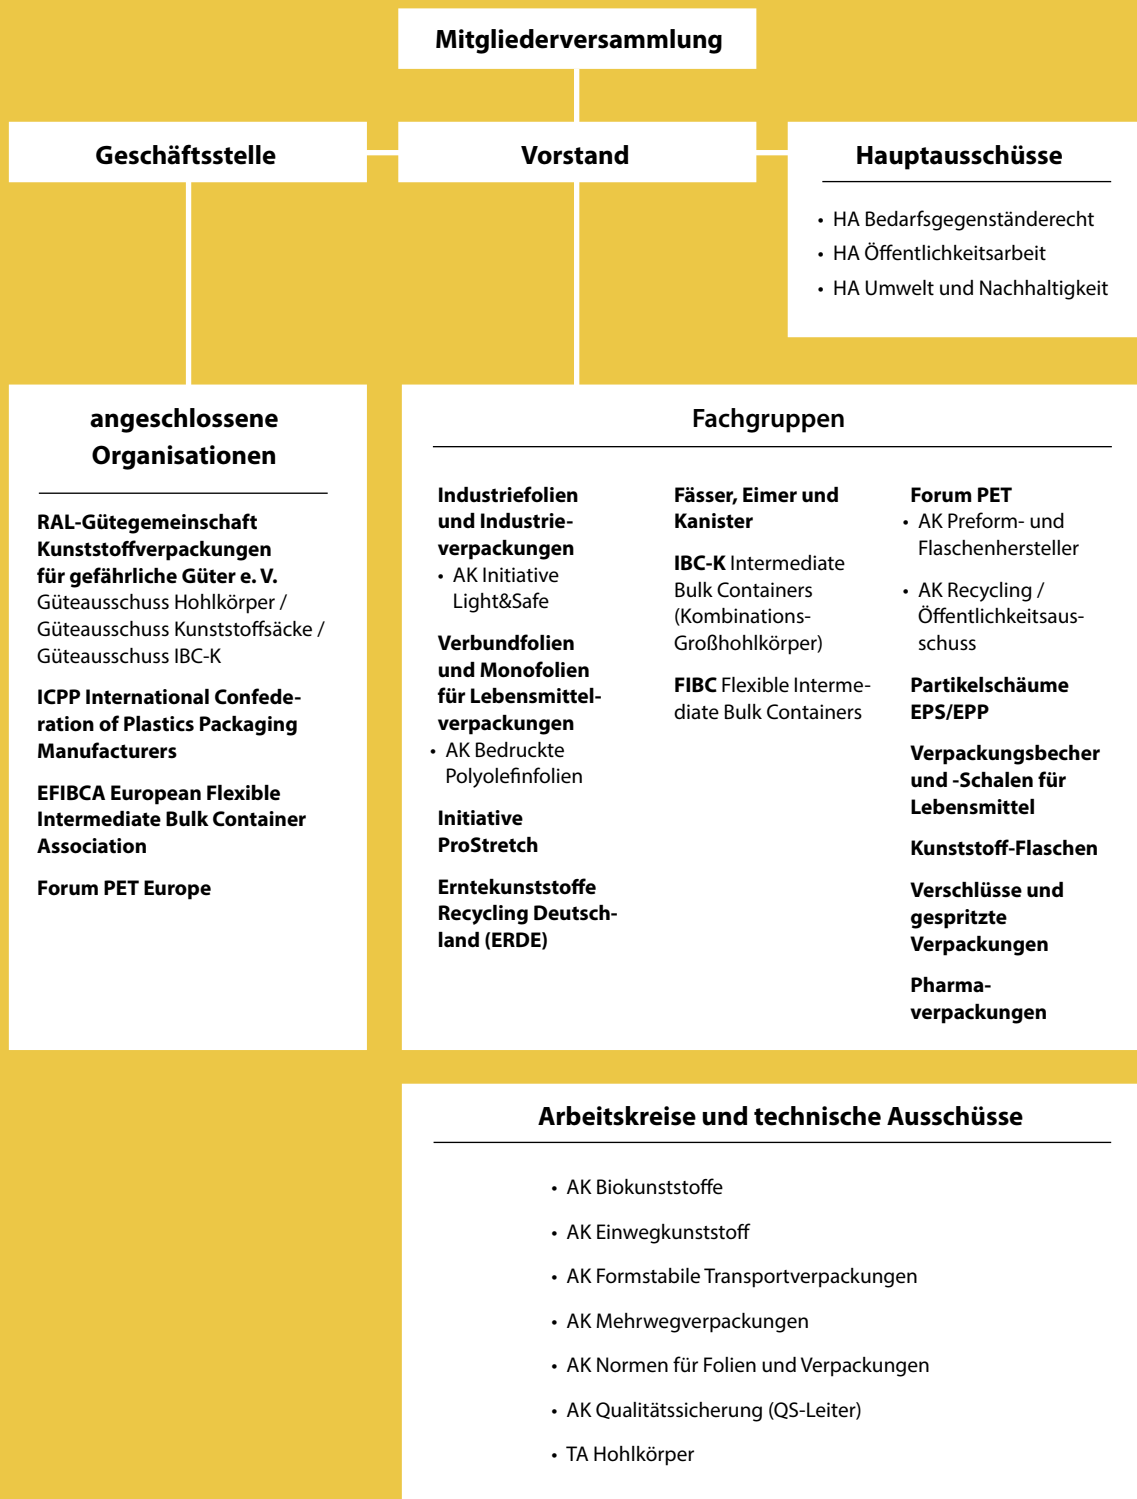 Mitgliederversammlung
Geschäftsstelle
Vorstand
Hauptausschüsse
• HA Bedarfsgegenständerecht
• HA Öffentlichkeitsarbeit
• HA Umwelt und Nachhaltigkeit
angeschlossene
Organisationen
RAL-Gütegemeinschaft
Kunststoffverpackungen
für gefährliche Güter e. V.
Güteausschuss Hohlkörper /
Güteausschuss Kunststoffsäcke /
Güteausschuss IBC-K
ICPP International Confede-
ration of Plastics Packaging
Manufacturers
EFIBCA European Flexible
Intermediate Bulk Container
Association
Forum PET Europe
Fachgruppen
Industriefolien
und Industrie-
verpackungen
• AK Initiative
Light&Safe
Verbundfolien
und Monofolien
für Lebensmittel-
verpackungen
• AK Bedruckte
Polyolefinfolien
Initiative
ProStretch
Erntekunststoffe
Recycling Deutsch-
land (ERDE)
Fässer, Eimer und
Kanister
IBC-K Intermediate
Bulk Containers
(Kombinations-
Großhohlkörper)
FIBC Flexible Interme-
diate Bulk Containers
Forum PET
• AK Preform- und
Flaschenhersteller
• AK Recycling /
Öffentlichkeitsaus-
schuss
Partikelschäume
EPS/EPP
Verpackungsbecher
und -Schalen für
Lebensmittel
Kunststoff-Flaschen
Verschlüsse und
gespritzte
Verpackungen
Pharma-
verpackungen
Arbeitskreise und technische Ausschüsse
• AK Biokunststoffe
• AK Einwegkunststoff
• AK Formstabile Transportverpackungen
• AK Mehrwegverpackungen
• AK Normen für Folien und Verpackungen
• AK Qualitätssicherung (QS-Leiter)
• TA Hohlkörper